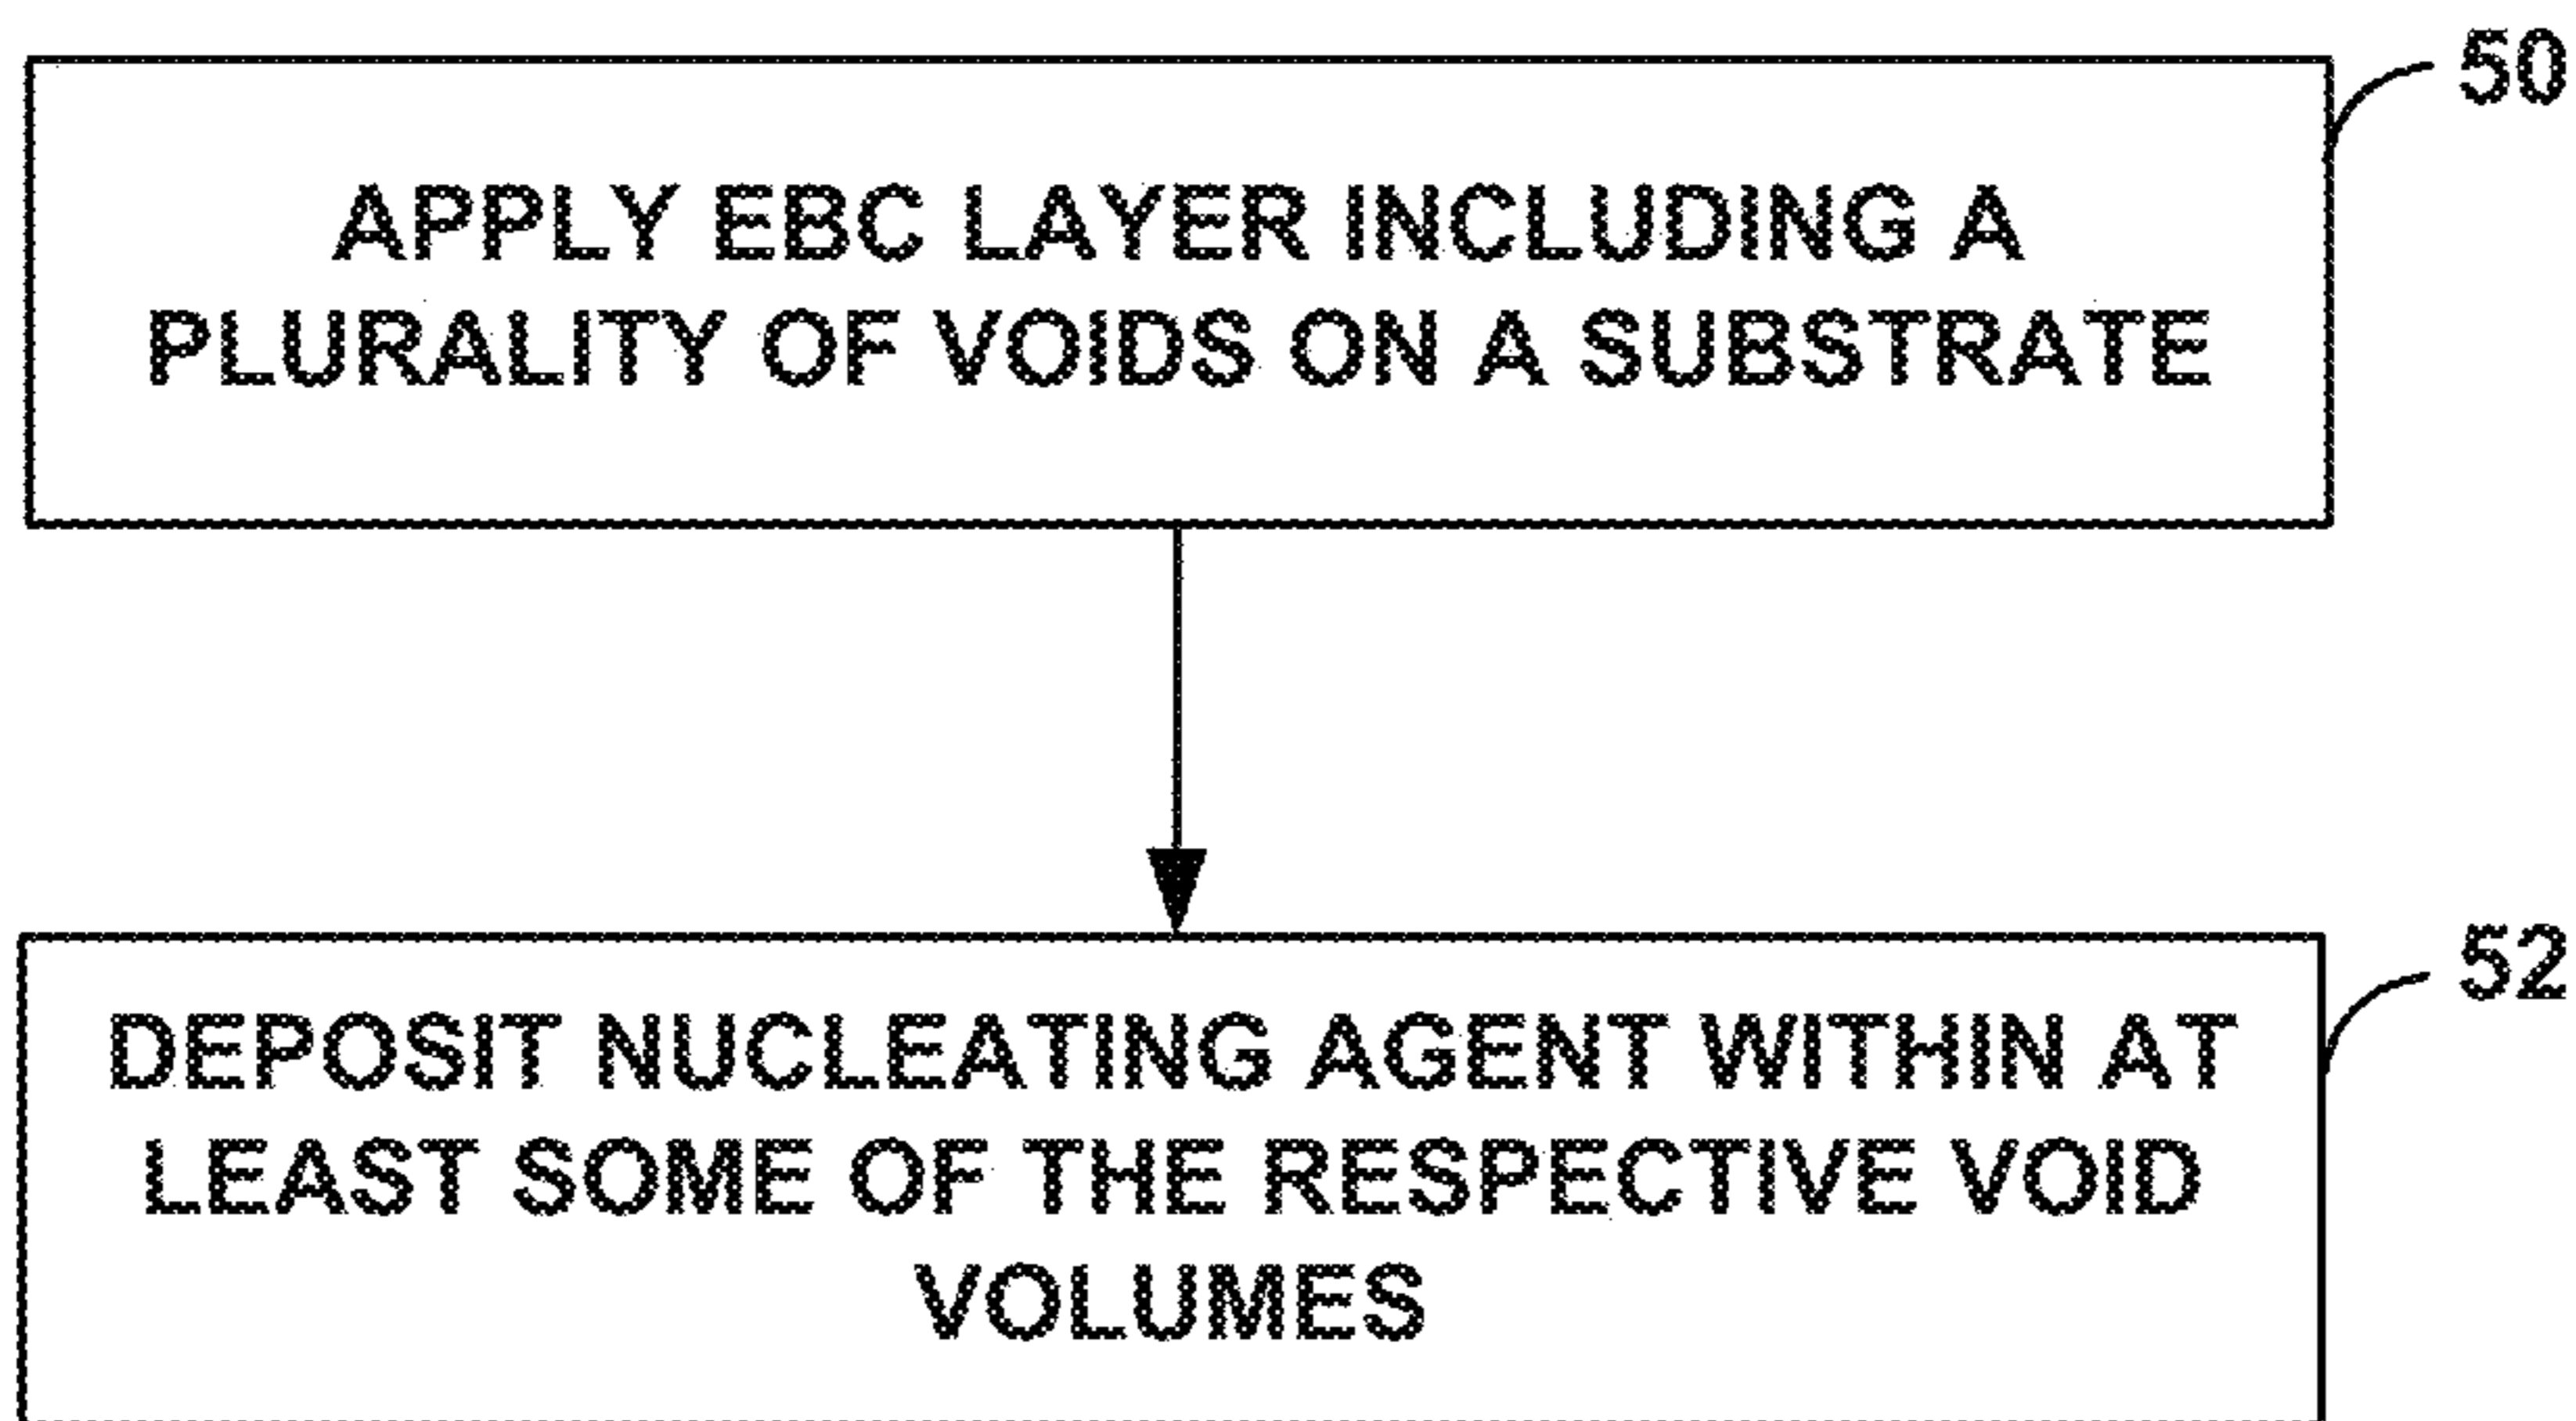 50
APPLY EBC LAYER INCLUDING A
PLURALITY OF VOIDS ON A SUBSTRATE
52
DEPOSIT NUCLEATING AGENT WITHIN AT
LEAST SOME OF THE RESPECTIVE VOID
VOLUMES